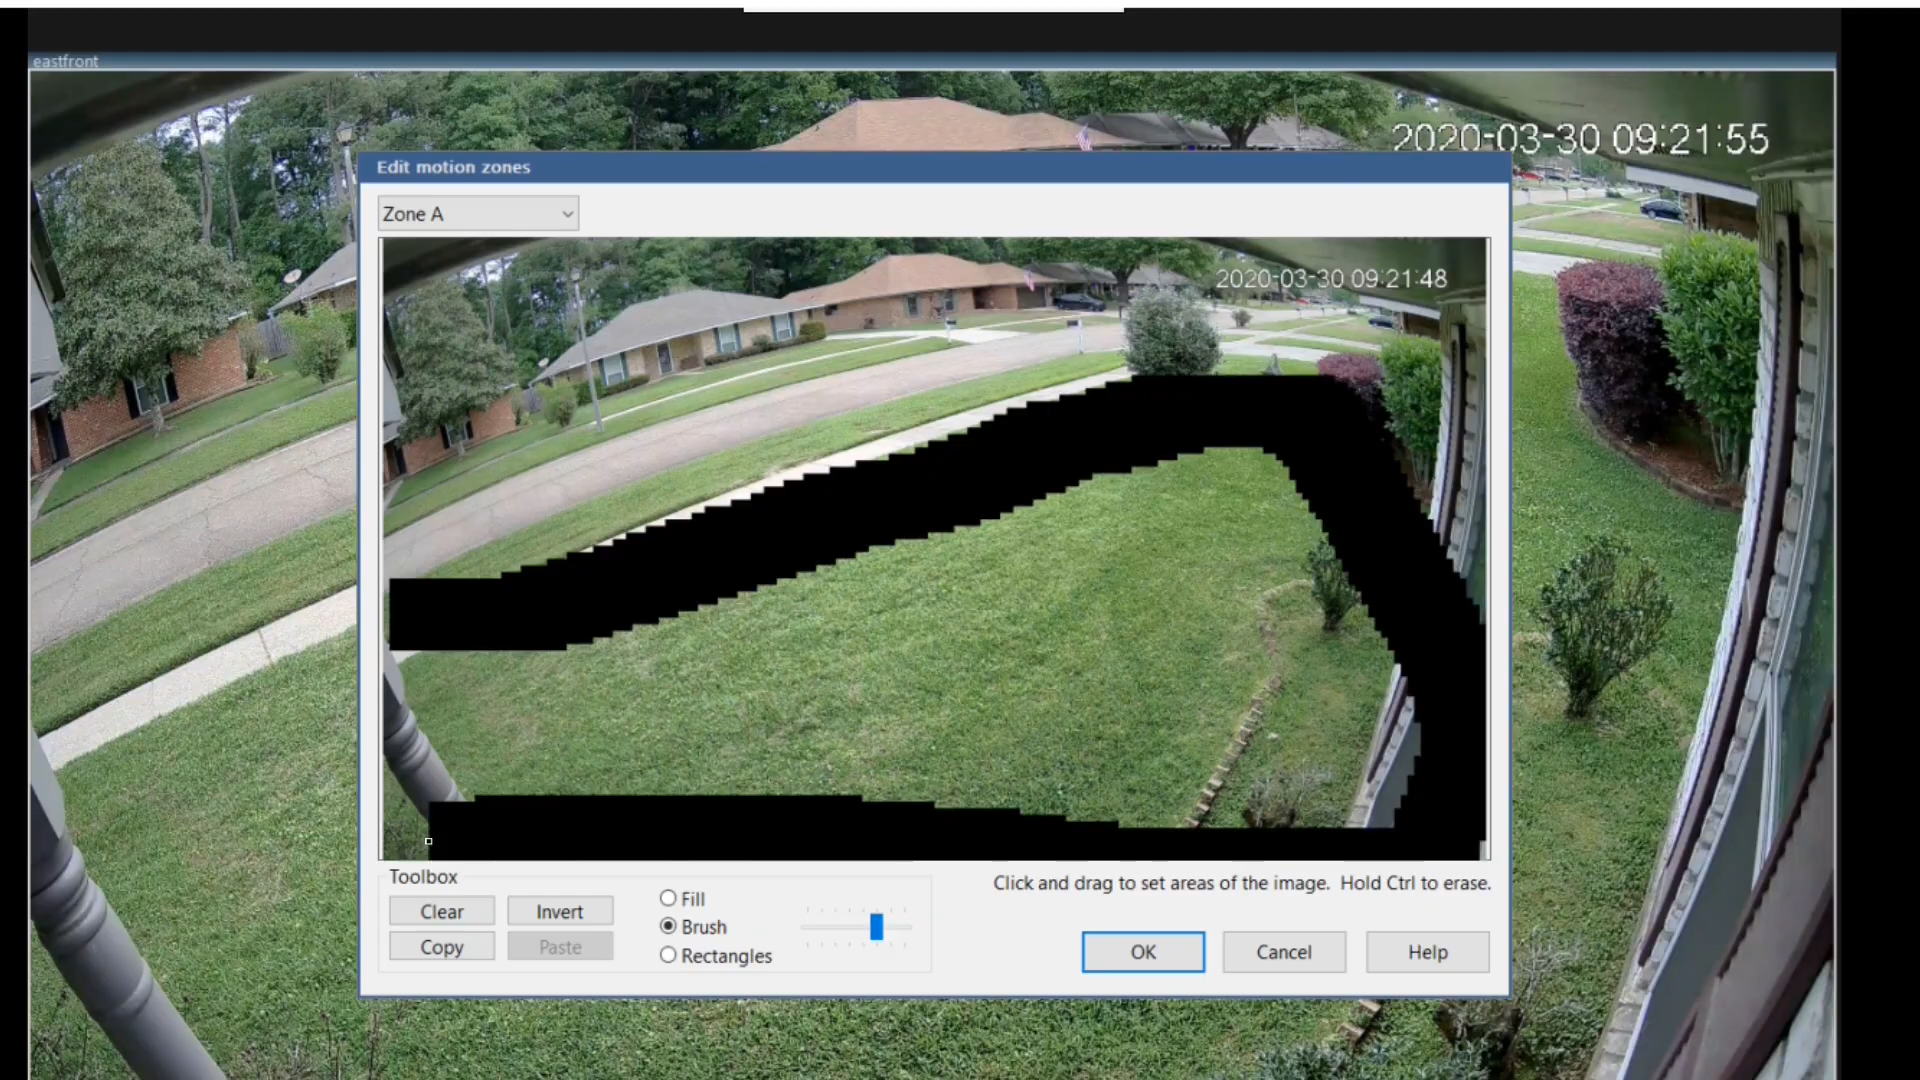 eastfront
2020-03-30 09:21:55
Edit motion zones
Zone A
2020-03-30 09:21:48
Toolbox
Clear
Invert
Copy
Paste
Fill
Brush
Rectangles
Click and drag to set areas of the image. Hold Ctrl to erase.
OK
Cancel
Help